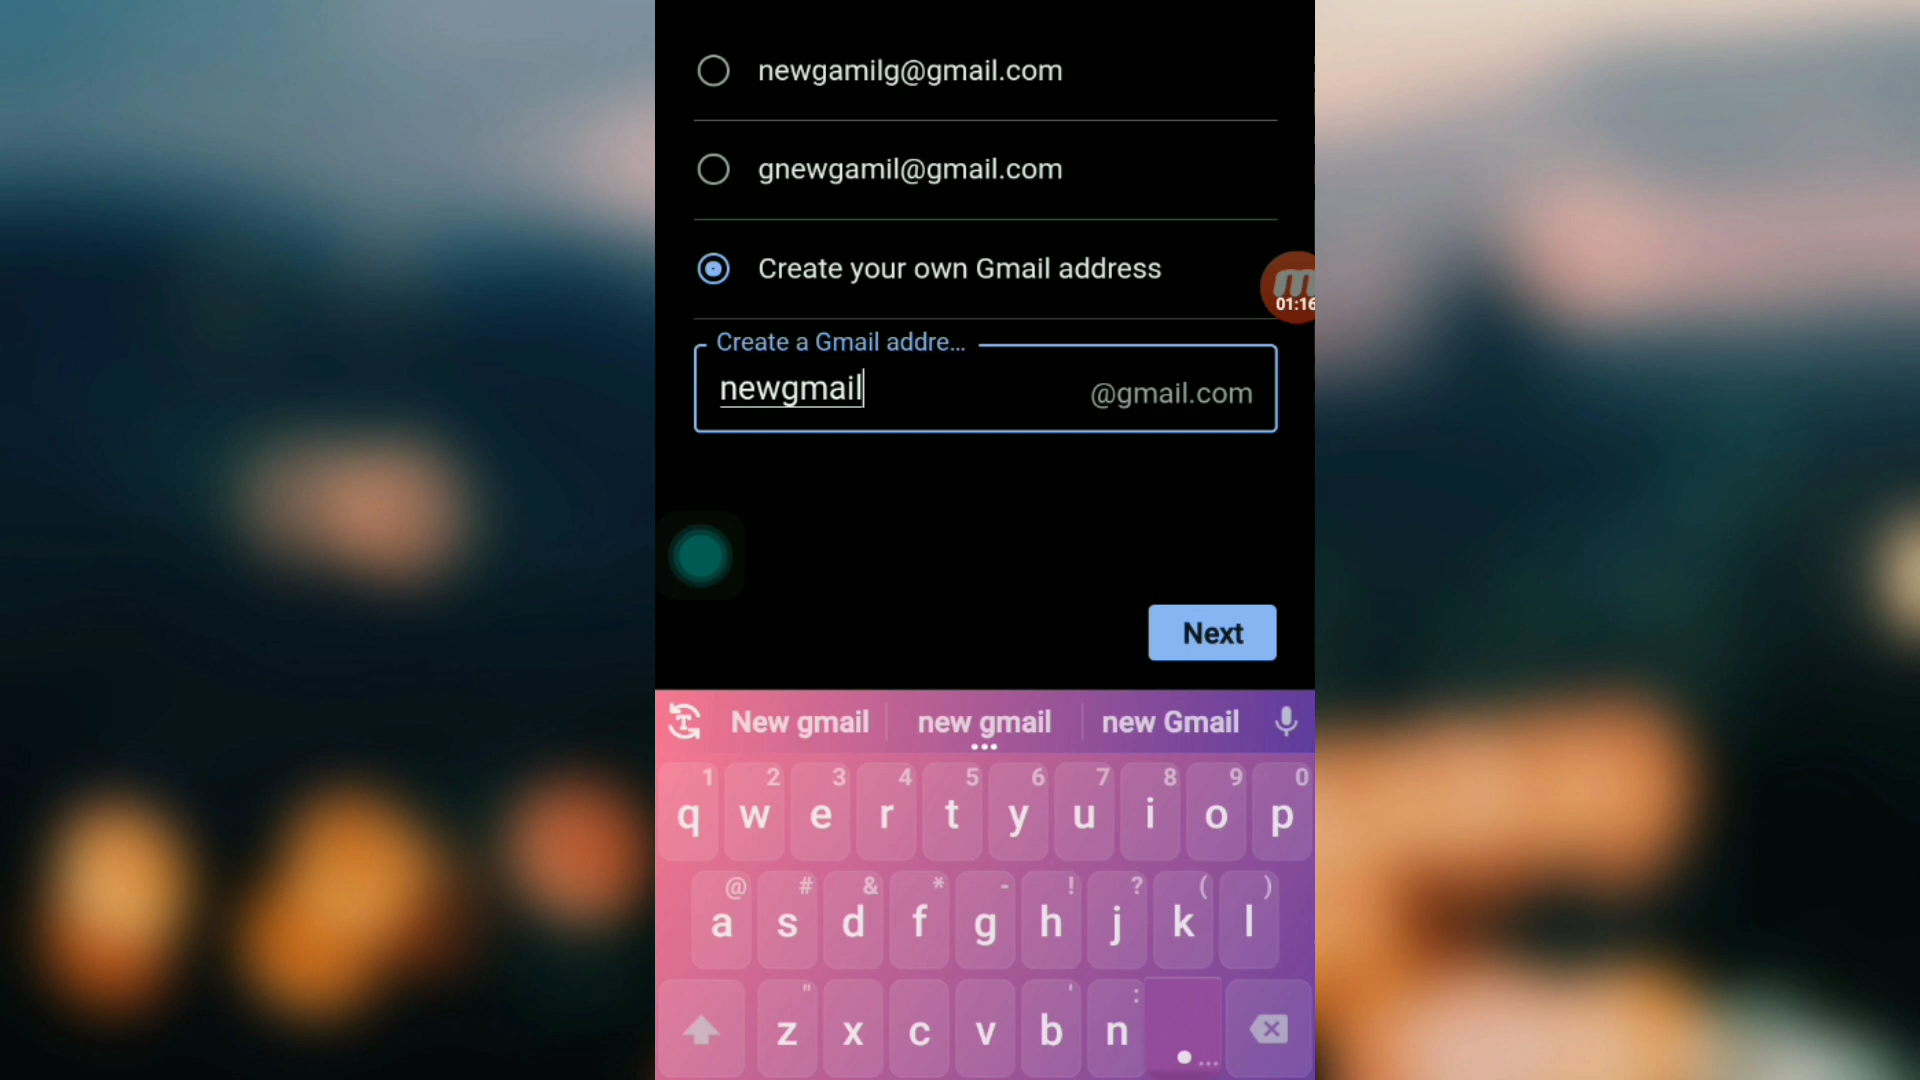 newgamilg@gmail.com
gnewgamil@gmail.com
Create your own Gmail address
01:16
Create a Gmail addre...
newgmail @gmail.com
Next
New gmail new gmail new Gmail
1 2 3 4 5 6 7 8 9 0
q w e r t y u i o p
@ # & * - ! ? ( )
a s d f g h j k l
" ' :
z x c v b n